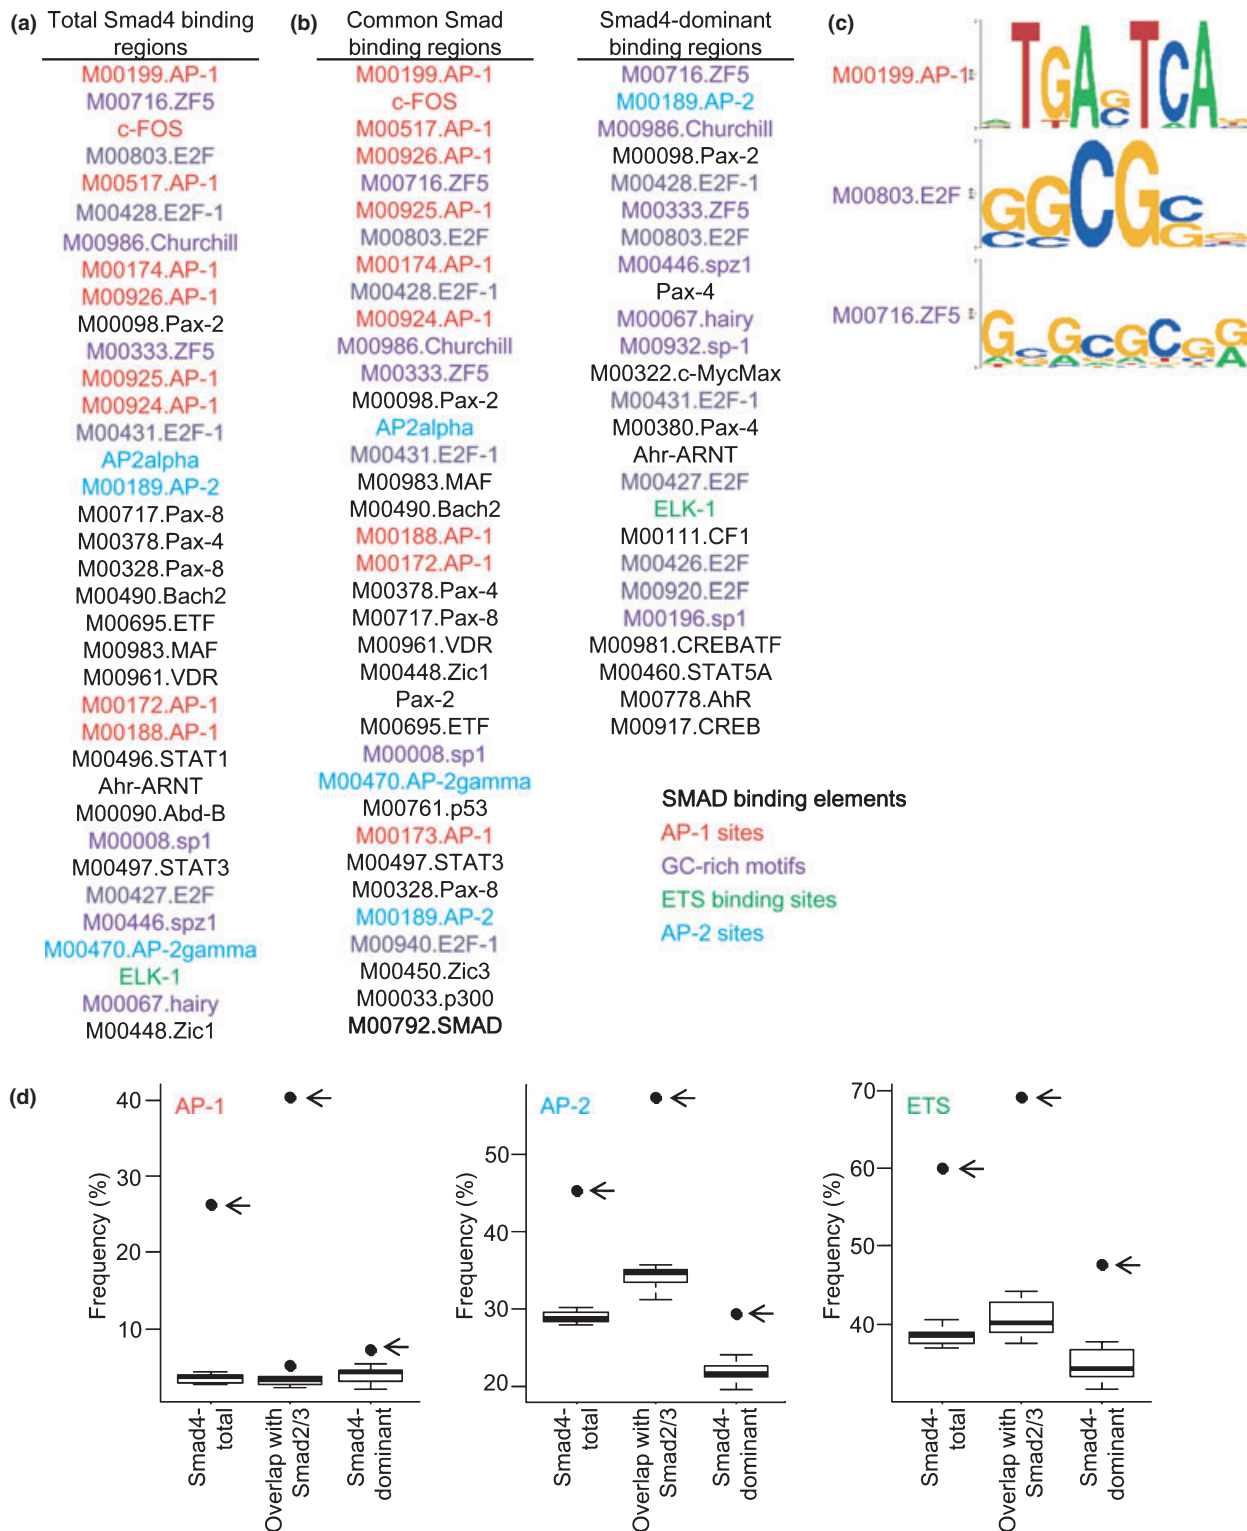 (a) Total Smad4 binding
regions
M00199.AP-1
M00716.ZF5
c-FOS
M00803.E2F
M00517.AP-1
M00428.E2F-1
M00986.Churchill
M00174.AP-1
M00926.AP-1
M00098.Pax-2
M00333.ZF5
M00925.AP-1
M00924.AP-1
M00431.E2F-1
AP2alpha
M00189.AP-2
M00717.Pax-8
M00378.Pax-4
M00328.Pax-8
M00490.Bach2
M00695.ETF
M00983.MAF
M00961.VDR
M00172.AP-1
M00188.AP-1
M00496.STAT1
Ahr-ARNT
M00090.Abd-B
M00008.sp1
M00497.STAT3
M00427.E2F
M00446.spz1
M00470.AP-2gamma
ELK-1
M00067.hairy
M00448.Zic1
(b) Common Smad
binding regions
M00199.AP-1
c-FOS
M00517.AP-1
M00926.AP-1
M00716.ZF5
M00925.AP-1
M00803.E2F
M00174.AP-1
M00428.E2F-1
M00924.AP-1
M00986.Churchill
M00333.ZF5
M00098.Pax-2
AP2alpha
M00431.E2F-1
M00983.MAF
M00490.Bach2
M00188.AP-1
M00172.AP-1
M00378.Pax-4
M00717.Pax-8
M00961.VDR
M00448.Zic1
Pax-2
M00695.ETF
M00008.sp1
M00470.AP-2gamma
M00761.p53
M00173.AP-1
M00497.STAT3
M00328.Pax-8
M00189.AP-2
M00940.E2F-1
M00450.Zic3
M00033.p300
M00792.SMAD
Smad4-dominant
binding regions
M00716.ZF5
M00189.AP-2
M00986.Churchill
M00098.Pax-2
M00428.E2F-1
M00333.ZF5
M00803.E2F
M00446.spz1
Pax-4
M00067.hairy
M00932.sp-1
M00322.c-MycMax
M00431.E2F-1
M00380.Pax-4
Ahr-ARNT
M00427.E2F
ELK-1
M00111.CF1
M00426.E2F
M00920.E2F
M00196.sp1
M00981.CREBATF
M00460.STAT5A
M00778.AhR
M00917.CREB
SMAD binding elements
AP-1 sites
GC-rich motifs
ETS binding sites
AP-2 sites
(c)
M00199.AP-1
TGAGTCA
C
M00803.E2F
GGCGC
CCG
M00716.ZF5
GCGCGCGG
A
(d)
AP-1
Frequency (%)
40
30
20
10
Smad4-
total
Overlap with
Smad2/3
Smad4-
dominant
AP-2
Frequency (%)
50
40
30
20
Smad4-
total
Overlap with
Smad2/3
Smad4-
dominant
ETS
Frequency (%)
70
60
50
40
Smad4-
total
Overlap with
Smad2/3
Smad4-
dominant